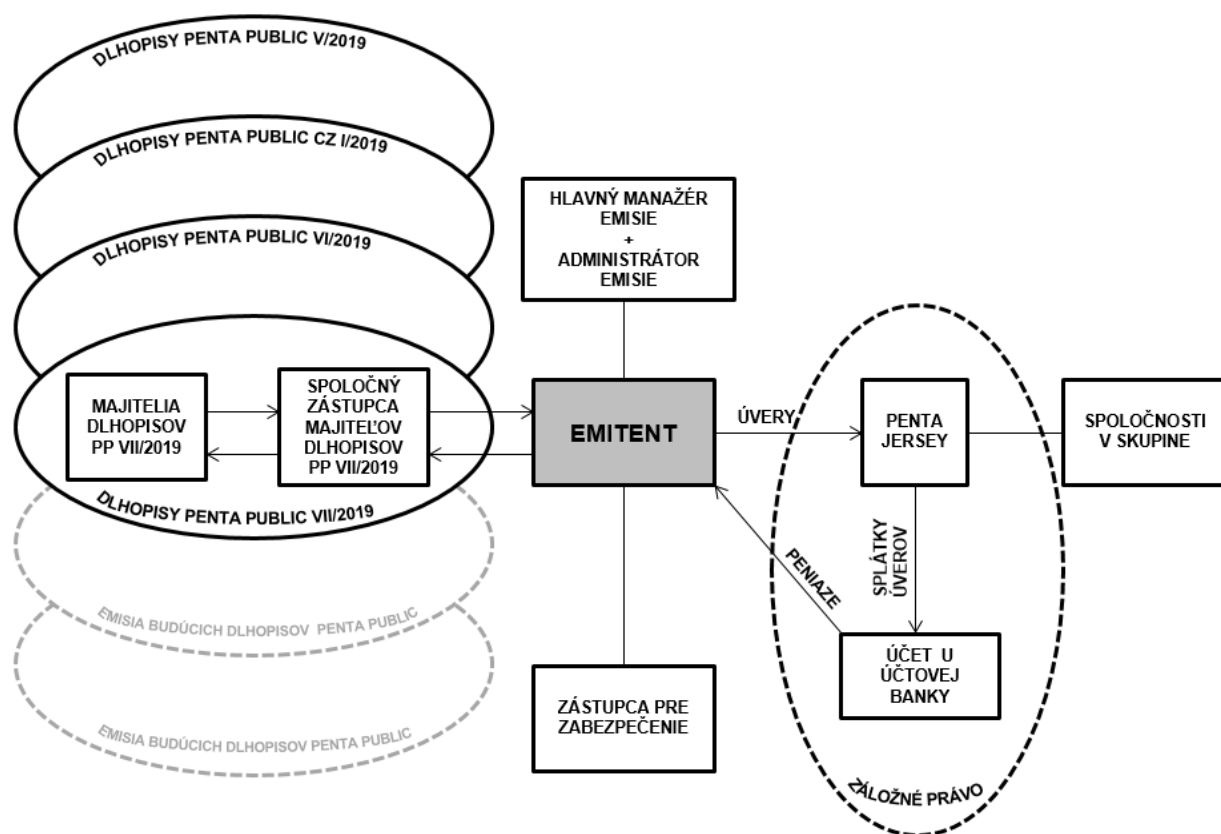 DLHOPISY PENTA PUBLIC V/2019
DLHOPISY PENTA PUBLIC CZ I/2019
DLHOPISY PENTA PUBLIC VI/2019
HLAVNÝ MANAŽÉR
EMISIE
+
ADMINISTRÁTOR
EMISIE
MAJITELIA
DLHOPISOV
PP VII/2019
SPOLOČNÝ
ZÁSTUPCA
MAJITEĽOV
DLHOPISOV
PP VII/2019
DLHOPISY PENTA PUBLIC VII/2019
EMITENT
ÚVERY
PENTA
JERSEY
SPOLOČNOSTI
V SKUPINE
PENIAZE
SPLÁTKY
ÚVEROV
EMISIA BUDÚCICH DLHOPISOV PENTA PUBLIC
EMISIA BUDÚCICH DLHOPISOV PENTA PUBLIC
ZÁSTUPCA PRE
ZABEZPEČENIE
ÚČET U
ÚČTOVEJ
BANKY
ZÁLOŽNÉ PRÁVO